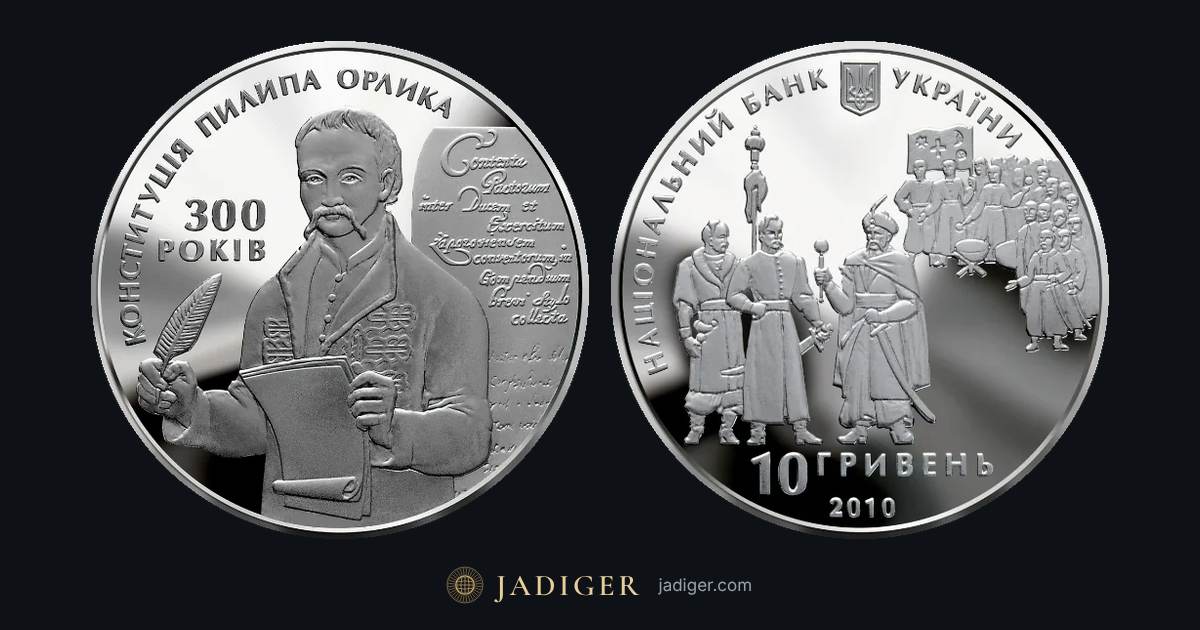 КОНСТИТУЦІЯ ПИЛИПА ОРЛИКА
300
РОКІВ
Contenta
Pactorum
inter Ducem et
Exercitum
Zaporoviensem
conventorum, in
Compendium
brevi stylo
collecta
НАЦІОНАЛЬНИЙ БАНК УКРАЇНИ
10 ГРИВЕНЬ
2010
JADIGER jadiger.com